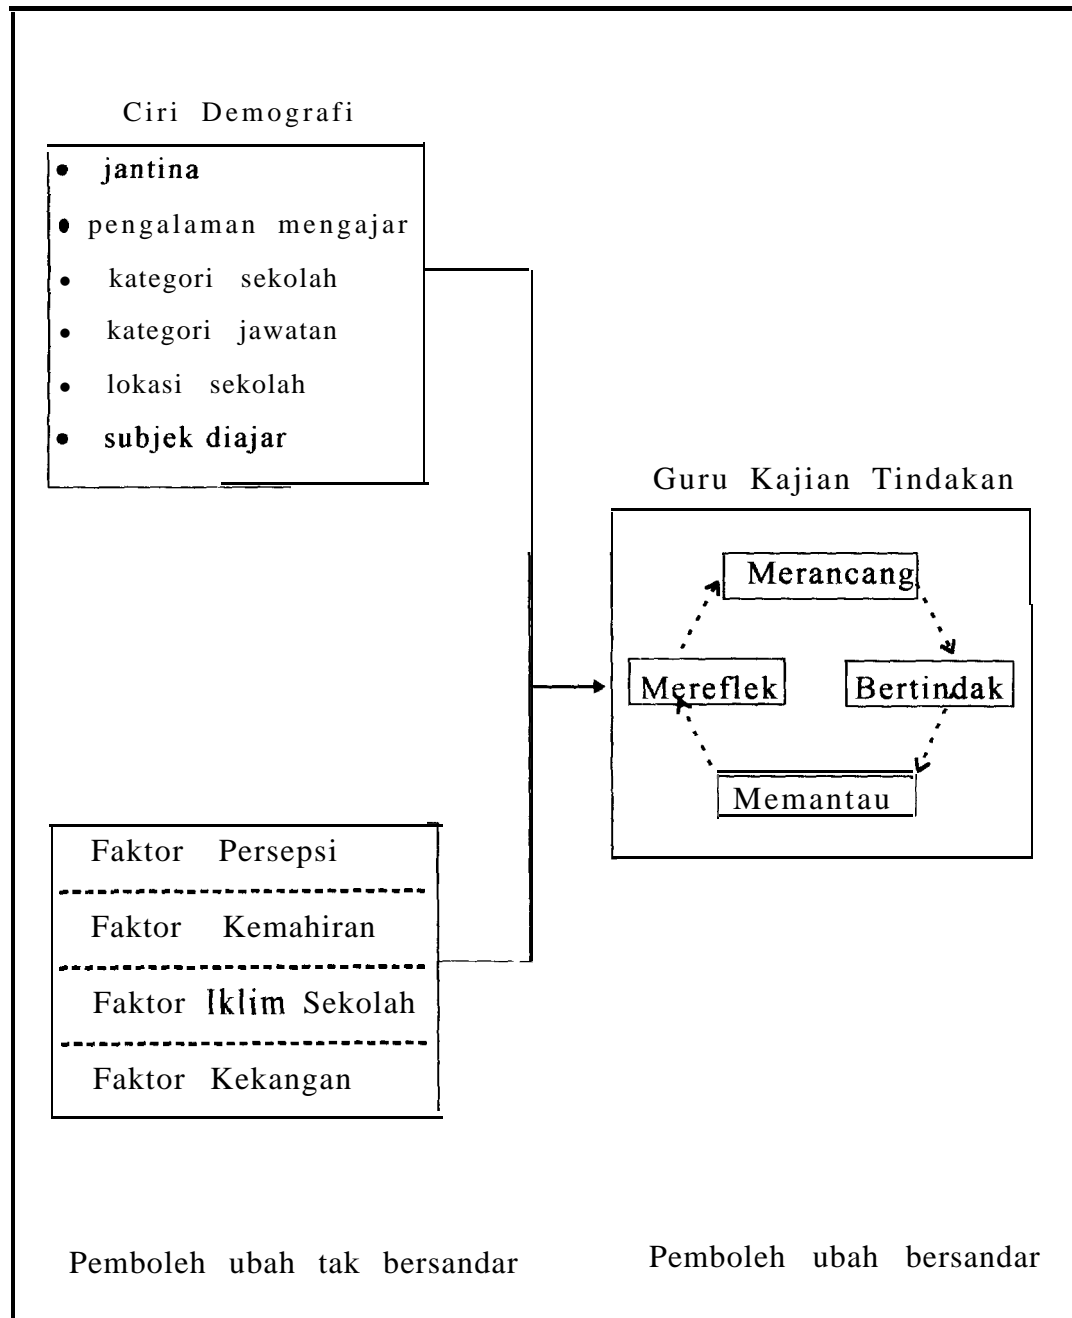 Ciri Demografi
• jantina
• pengalaman mengajar
• kategori sekolah
• kategori jawatan
• lokasi sekolah
• subjek diajar
Guru Kajian Tindakan
Merancang
Mereflek
Bertindak
Memantau
Faktor Persepsi
Faktor Kemahiran
Faktor Iklim Sekolah
Faktor Kekangan
Pemboleh ubah tak bersandar
Pemboleh ubah bersandar